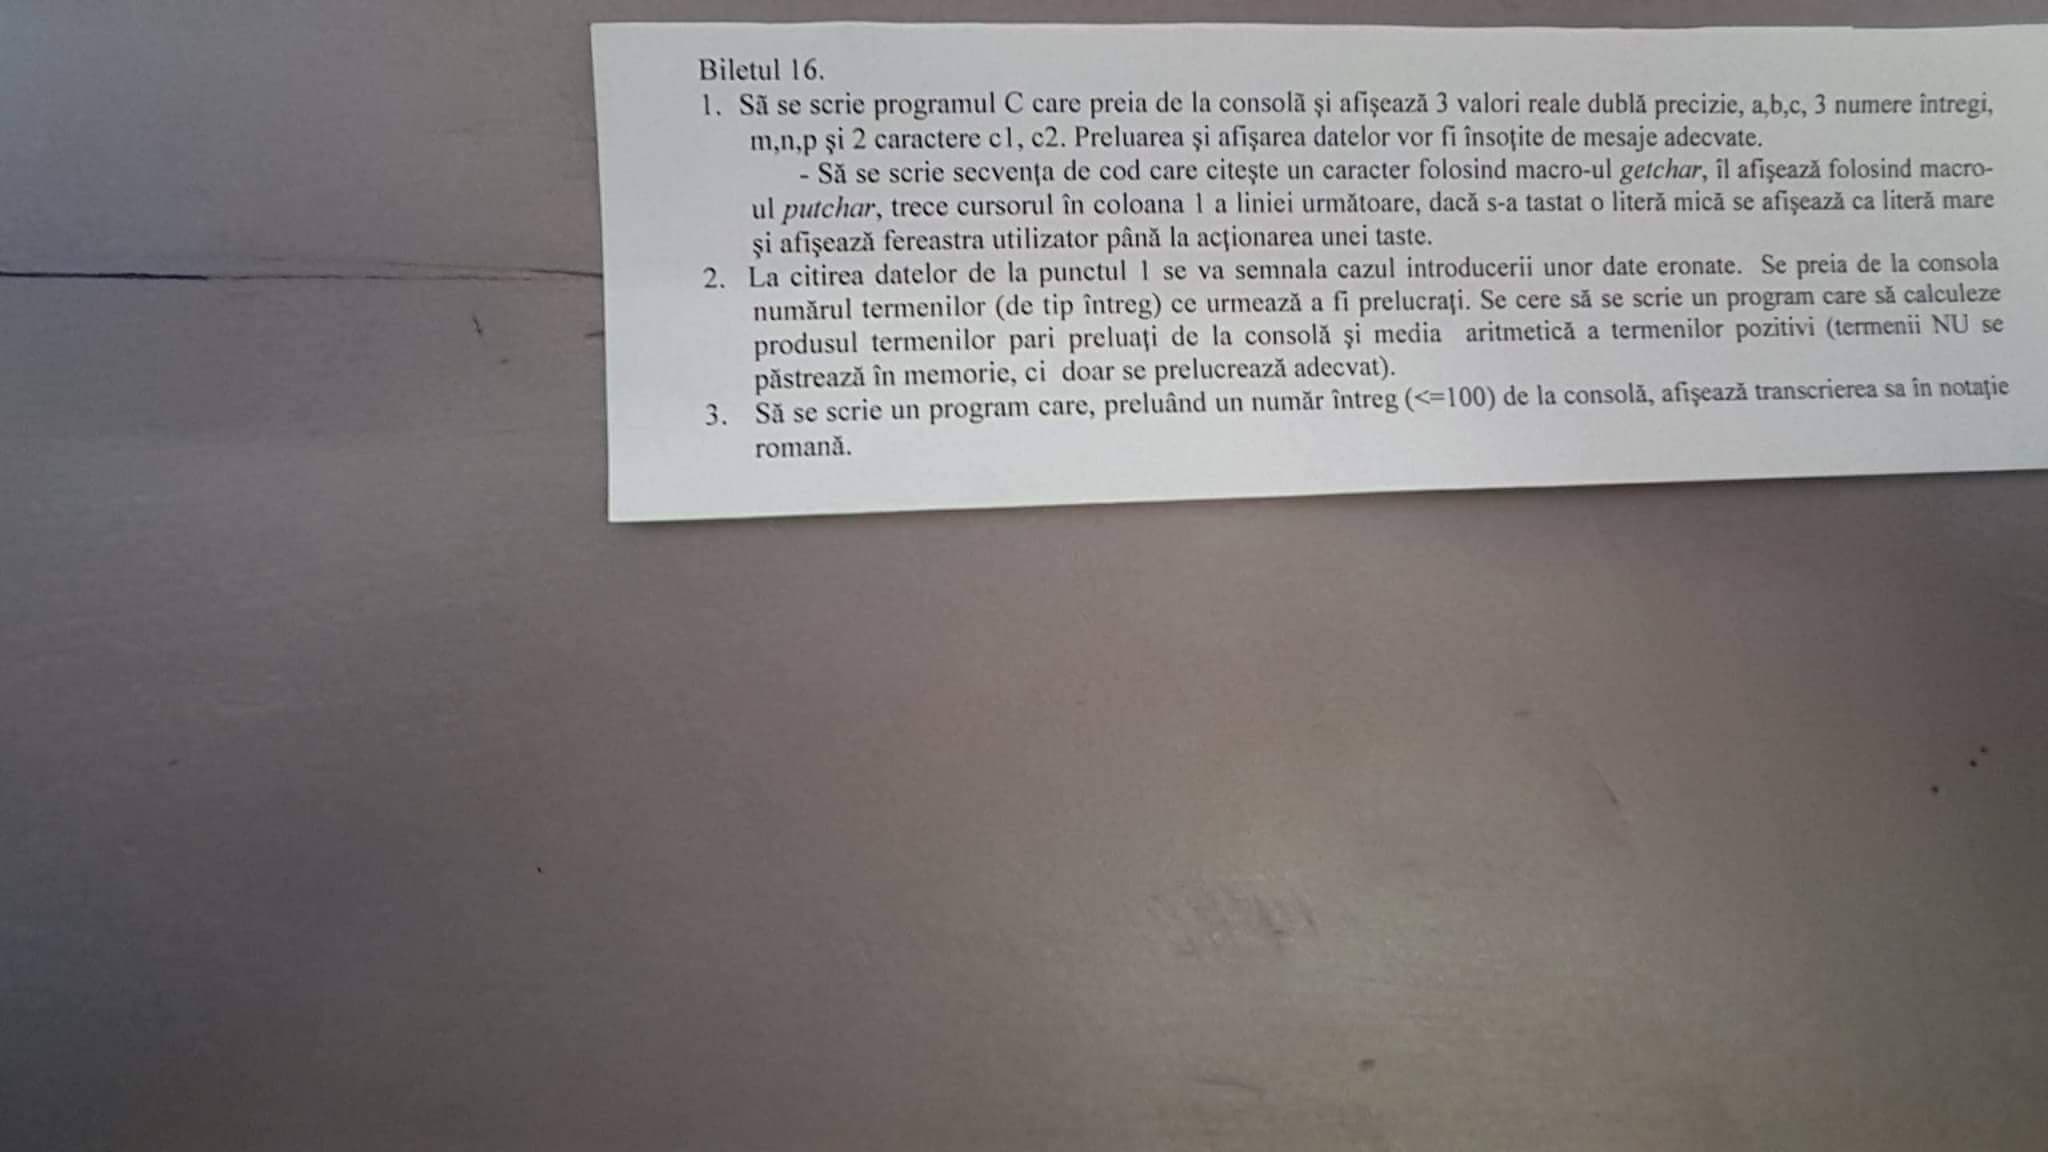 Biletul 16.
1. Să se scrie programul C care preia de la consolă şi afişează 3 valori reale dublă precizie, a,b,c, 3 numere întregi,
m,n,p şi 2 caractere c1, c2. Preluarea şi afişarea datelor vor fi însoţite de mesaje adecvate.
- Să se scrie secvenţa de cod care citeşte un caracter folosind macro-ul getchar, îl afişează folosind macro-
ul putchar, trece cursorul în coloana 1 a liniei următoare, dacă s-a tastat o literă mică se afişează ca literă mare
şi afişează fereastra utilizator până la acţionarea unei taste.
2. La citirea datelor de la punctul 1 se va semnala cazul introducerii unor date eronate. Se preia de la consola
numărul termenilor (de tip întreg) ce urmează a fi prelucraţi. Se cere să se scrie un program care să calculeze
produsul termenilor pari preluaţi de la consolă şi media aritmetică a termenilor pozitivi (termenii NU se
păstrează în memorie, ci doar se prelucrează adecvat).
3. Să se scrie un program care, preluând un număr întreg (<=100) de la consolă, afişează transcrierea sa în notaţie
romană.